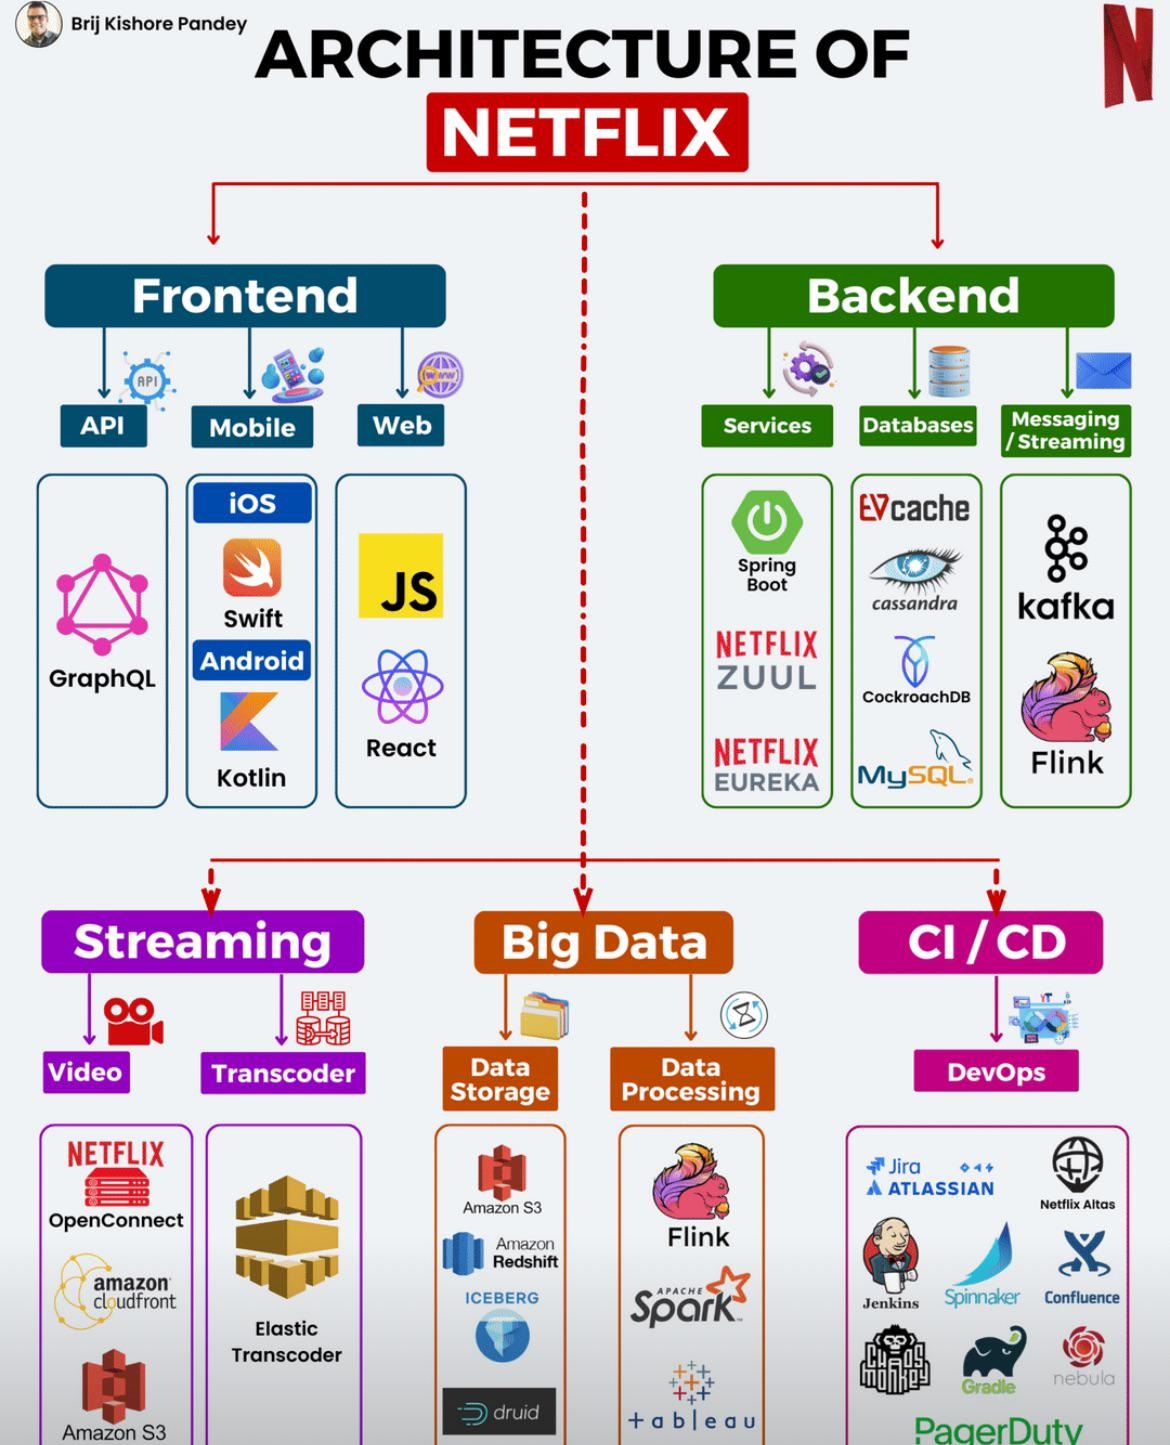 Brij Kishore Pandey
ARCHITECTURE OF
NETFLIX
N
Frontend
Backend
API
API
Mobile
www
Web
Services
Databases
Messaging
/ Streaming
GraphQL
iOS
Swift
Android
Kotlin
JS
React
Spring
Boot
NETFLIX
ZUUL
NETFLIX
EUREKA
EVcache
cassandra
CockroachDB
MySQL
kafka
Flink
Streaming
Big Data
CI / CD
Video
Transcoder
Data
Storage
Data
Processing
DevOps
NETFLIX
OpenConnect
amazon
cloudfront
Amazon S3
Elastic
Transcoder
Amazon S3
Amazon
Redshift
ICEBERG
druid
Flink
APACHE
Spark
+ableau
Jira
ATLASSIAN
Netflix Altas
Jenkins
Spinnaker
Confluence
CHAOS
MONKEY
Gradle
nebula
PagerDuty